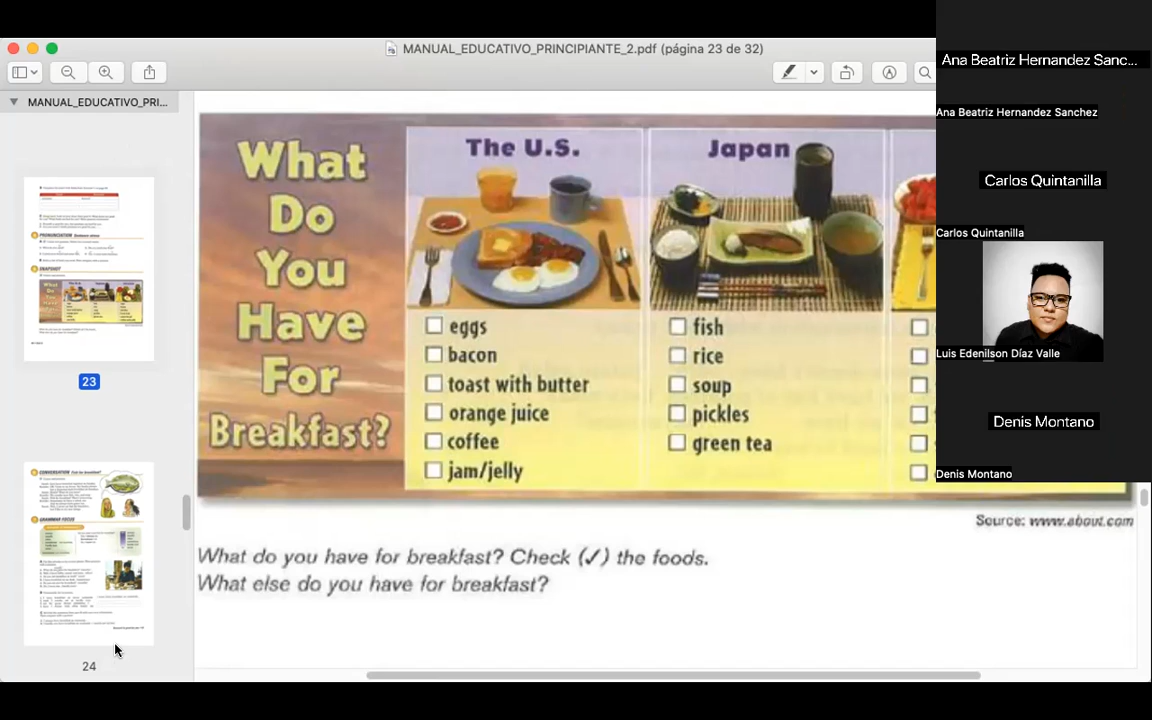 MANUAL_EDUCATIVO_PRINCIPIANTE_2.pdf (página 23 de 32)
MANUAL_EDUCATIVO_PRI...
23
24
What
Do
You
Have
For
Breakfast?
The U.S.
eggs
bacon
toast with butter
orange juice
coffee
jam/jelly
Japan
fish
rice
soup
pickles
green tea
Source: www.about.com
What do you have for breakfast? Check (✓) the foods.
What else do you have for breakfast?
Ana Beatriz Hernandez Sanc...
Ana Beatriz Hernandez Sanchez
Carlos Quintanilla
Carlos Quintanilla
Luis Edenilson Díaz Valle
Denis Montano
Denis Montano